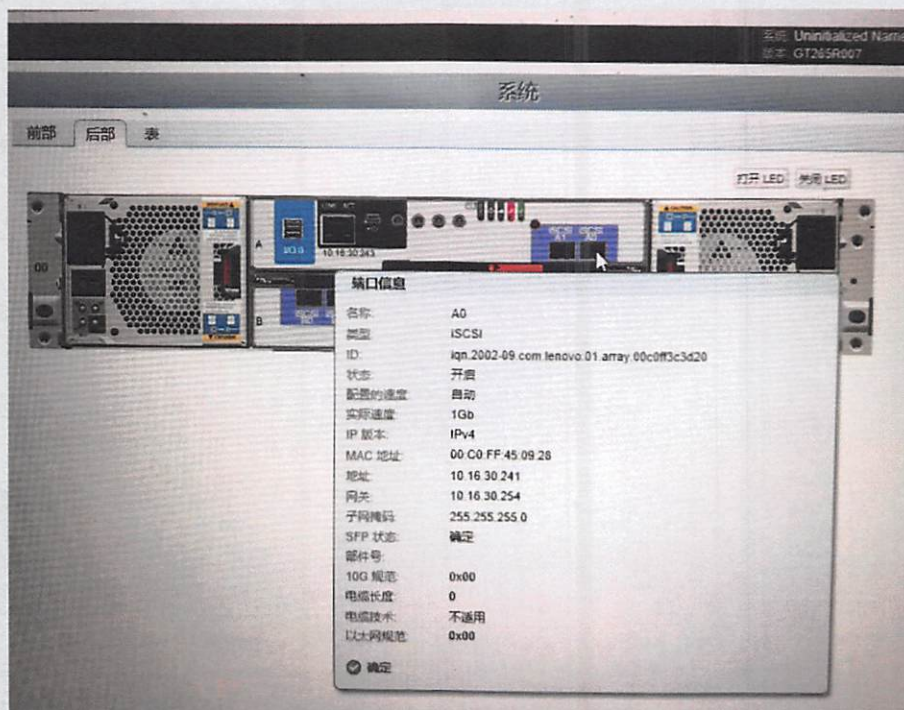 系统: Uninitialized Name
版本: GT265R007
系统
前部 后部 表
打开 LED 关闭 LED
00
A
10.16.30.243
A1 A0
B
端口信息
名称: A0
类型: iSCSI
ID: iqn.2002-09.com.lenovo:01.array.00c0ff3c3d20
状态: 开启
配置的速度: 自动
实际速度: 1Gb
IP 版本: IPv4
MAC 地址: 00:C0:FF:45:09:28
地址: 10.16.30.241
网关: 10.16.30.254
子网掩码: 255.255.255.0
SFP 状态: 确定
部件号:
10G 规范: 0x00
电缆长度: 0
电缆技术: 不适用
以太网规范: 0x00
确定